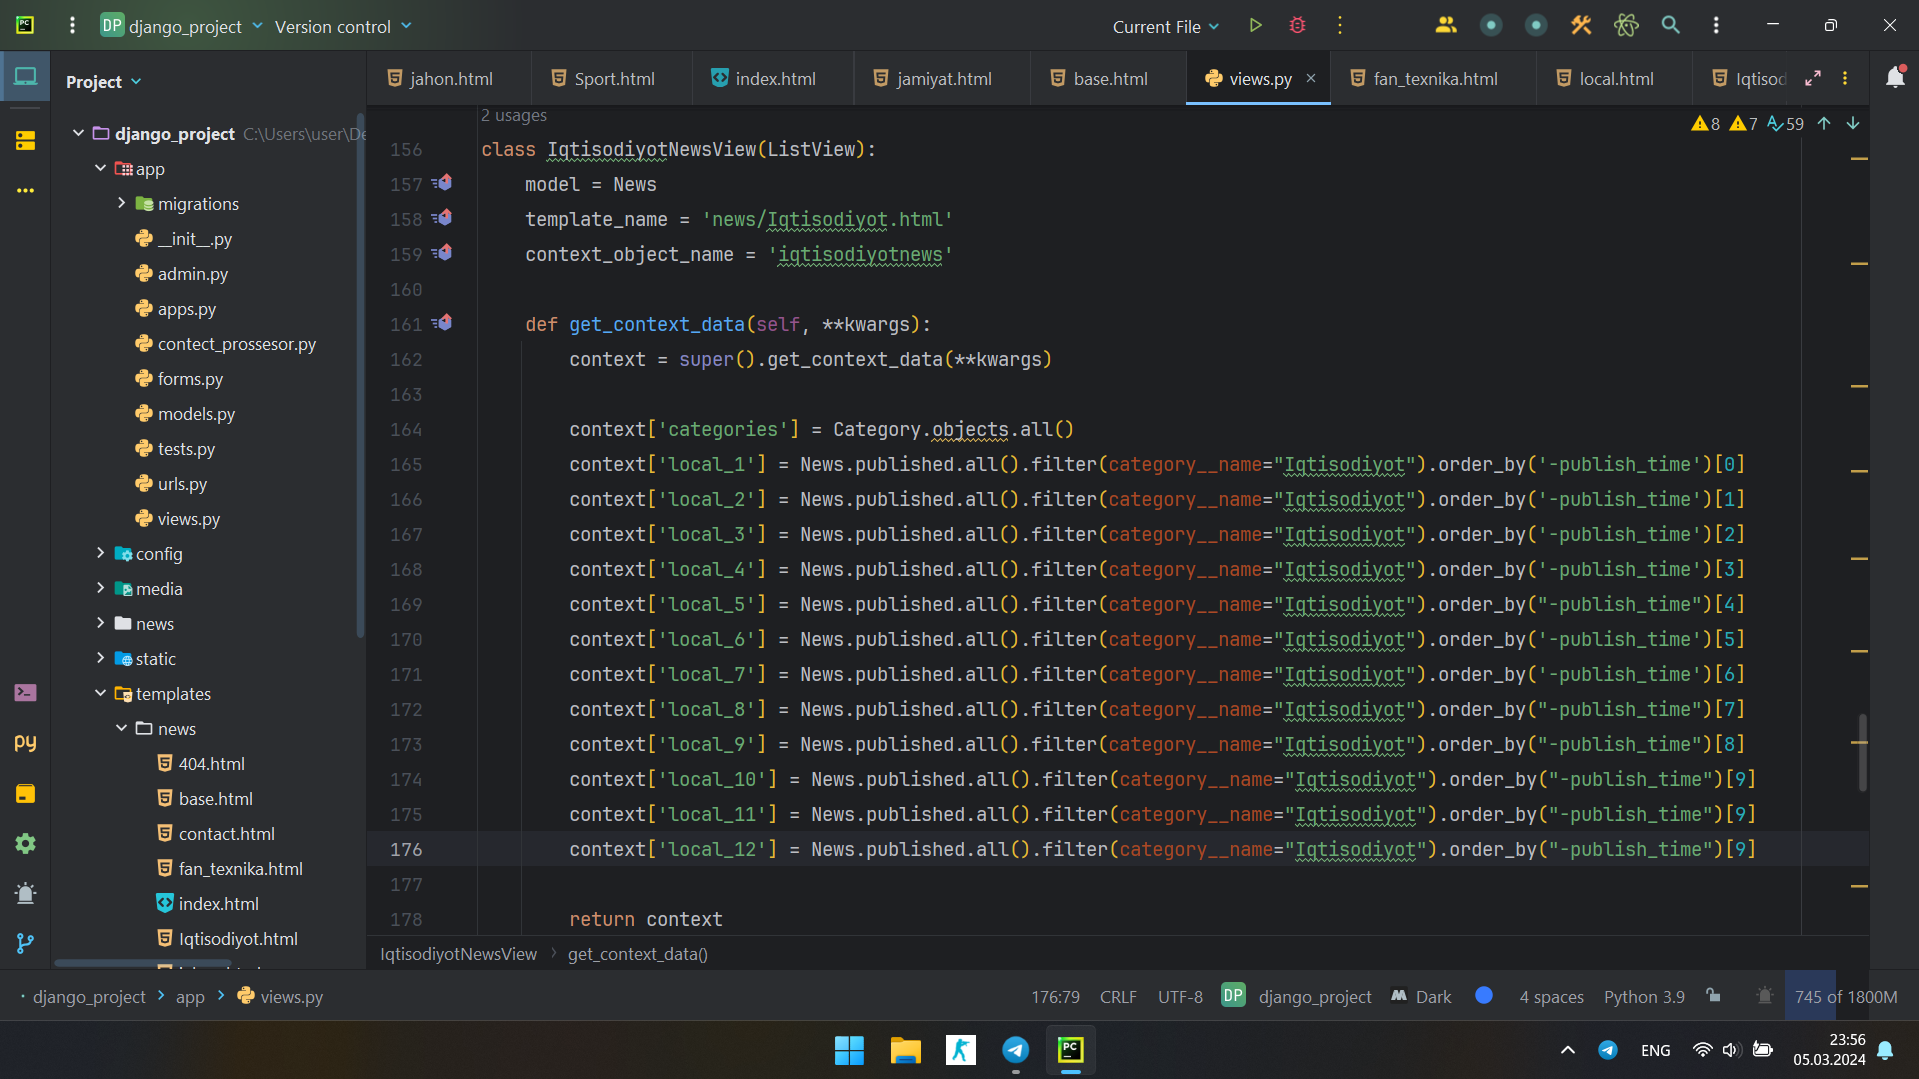 DP django_project Version control Current File
Project
jahon.html Sport.html index.html jamiyat.html base.html views.py fan_texnika.html local.html Iqtisod
django_project C:\Users\user\De
app
migrations
__init__.py
admin.py
apps.py
contect_prossesor.py
forms.py
models.py
tests.py
urls.py
views.py
config
media
news
static
templates
news
404.html
base.html
contact.html
fan_texnika.html
index.html
Iqtisodiyot.html
2 usages
8 7 59
156 class IqtisodiyotNewsView(ListView):
157 model = News
158 template_name = 'news/Iqtisodiyot.html'
159 context_object_name = 'iqtisodiyotnews'
160
161 def get_context_data(self, **kwargs):
162 context = super().get_context_data(**kwargs)
163
164 context['categories'] = Category.objects.all()
165 context['local_1'] = News.published.all().filter(category__name="Iqtisodiyot").order_by('-publish_time')[0]
166 context['local_2'] = News.published.all().filter(category__name="Iqtisodiyot").order_by('-publish_time')[1]
167 context['local_3'] = News.published.all().filter(category__name="Iqtisodiyot").order_by('-publish_time')[2]
168 context['local_4'] = News.published.all().filter(category__name="Iqtisodiyot").order_by('-publish_time')[3]
169 context['local_5'] = News.published.all().filter(category__name="Iqtisodiyot").order_by("-publish_time")[4]
170 context['local_6'] = News.published.all().filter(category__name="Iqtisodiyot").order_by('-publish_time')[5]
171 context['local_7'] = News.published.all().filter(category__name="Iqtisodiyot").order_by('-publish_time')[6]
172 context['local_8'] = News.published.all().filter(category__name="Iqtisodiyot").order_by("-publish_time")[7]
173 context['local_9'] = News.published.all().filter(category__name="Iqtisodiyot").order_by("-publish_time")[8]
174 context['local_10'] = News.published.all().filter(category__name="Iqtisodiyot").order_by("-publish_time")[9]
175 context['local_11'] = News.published.all().filter(category__name="Iqtisodiyot").order_by("-publish_time")[9]
176 context['local_12'] = News.published.all().filter(category__name="Iqtisodiyot").order_by("-publish_time")[9]
177
178 return context
IqtisodiyotNewsView get_context_data()
django_project app views.py 176:79 CRLF UTF-8 DP django_project Dark 4 spaces Python 3.9 745 of 1800M
ENG 23:56
05.03.2024